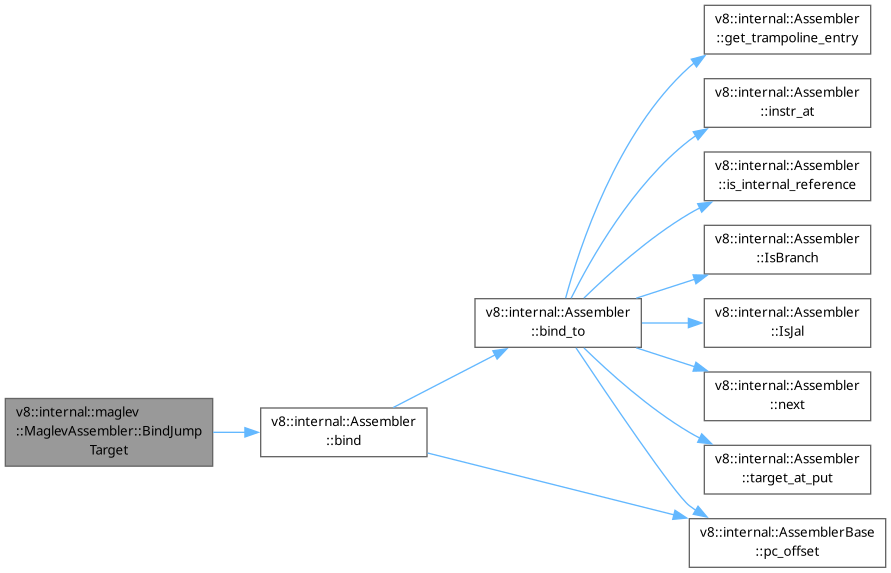 v8::internal::Assembler
::get_trampoline_entry
v8::internal::Assembler
::instr_at
v8::internal::Assembler
::is_internal_reference
v8::internal::Assembler
::IsBranch
v8::internal::Assembler
::bind_to
v8::internal::Assembler
::IsJal
v8::internal::Assembler
::next
v8::internal::maglev
::MaglevAssembler::BindJump
Target
v8::internal::Assembler
::bind
v8::internal::Assembler
::target_at_put
v8::internal::AssemblerBase
::pc_offset